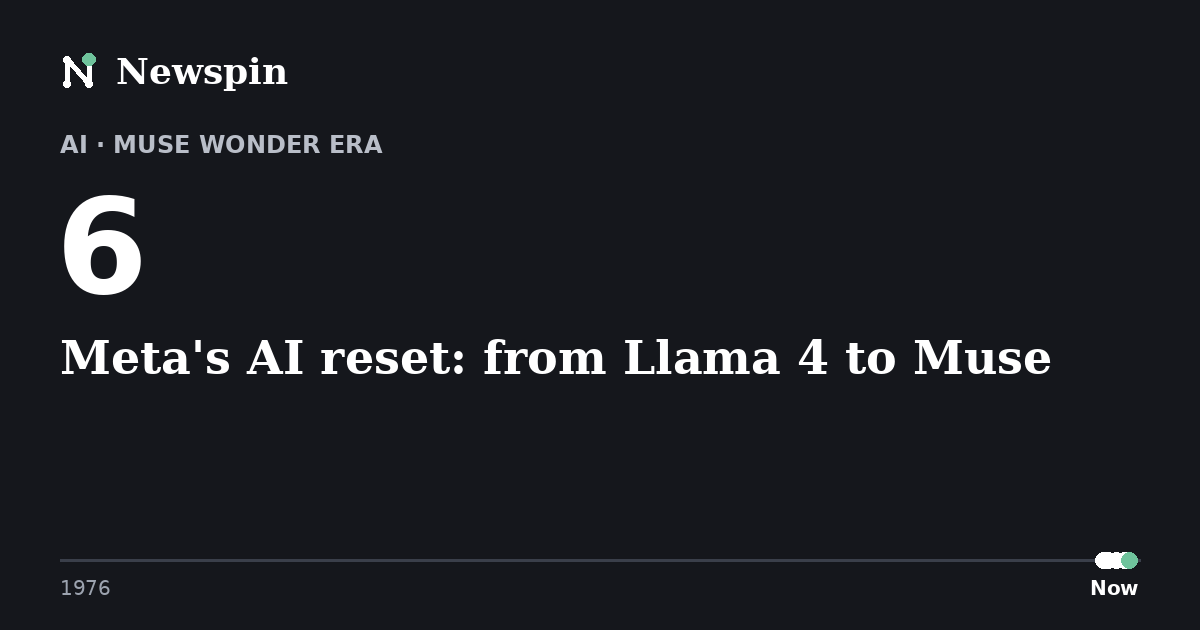 Newspin
AI · MUSE WONDER ERA
6
Meta's AI reset: from Llama 4 to Muse
1976
Now